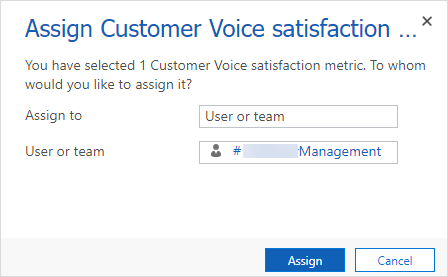 Assign Customer Voice satisfaction ...
You have selected 1 Customer Voice satisfaction metric. To whom
would you like to assign it?
Assign to
User or team
User or team
# Management
Assign
Cancel